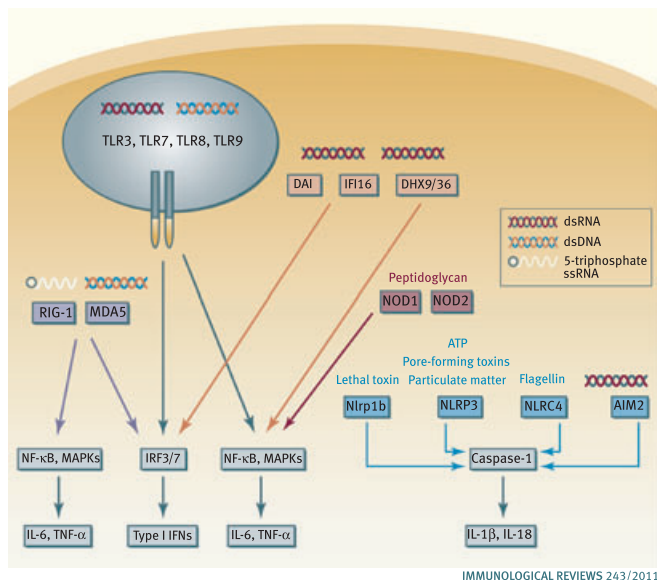 TLR3, TLR7, TLR8, TLR9
DAI
IFI16
DHX9/36
dsRNA
dsDNA
5-triphosphate
ssRNA
Peptidoglycan
NOD1
NOD2
RIG-1
MDA5
ATP
Pore-forming toxins
Lethal toxin
Particulate matter
Flagellin
Nlrp1b
NLRP3
NLRC4
AIM2
NF-κB, MAPKs
IRF3/7
NF-κB, MAPKs
Caspase-1
IL-6, TNF-α
Type I IFNs
IL-6, TNF-α
IL-1β, IL-18
IMMUNOLOGICAL REVIEWS 243/2011